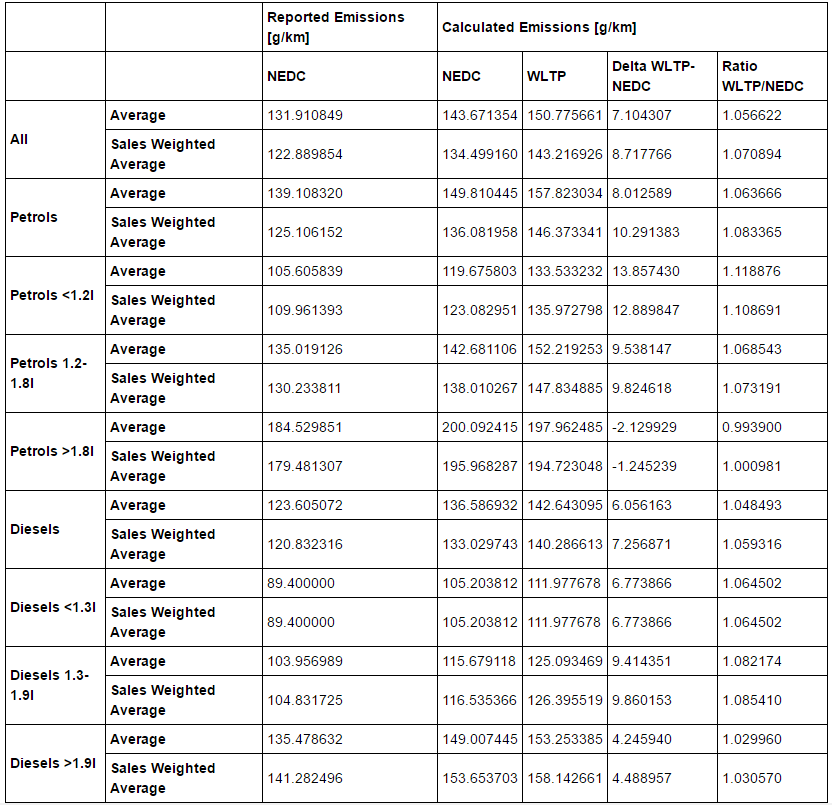 Reported Emissions [g/km] Calculated Emissions [g/km]
NEDC NEDC WLTP Delta WLTP-NEDC Ratio WLTP/NEDC
All Average 131.910849 143.671354 150.775661 7.104307 1.056622
Sales Weighted Average 122.889854 134.499160 143.216926 8.717766 1.070894
Petrols Average 139.108320 149.810445 157.823034 8.012589 1.063666
Sales Weighted Average 125.106152 136.081958 146.373341 10.291383 1.083365
Petrols <1.2l Average 105.605839 119.675803 133.533232 13.857430 1.118876
Sales Weighted Average 109.961393 123.082951 135.972798 12.889847 1.108691
Petrols 1.2-1.8l Average 135.019126 142.681106 152.219253 9.538147 1.068543
Sales Weighted Average 130.233811 138.010267 147.834885 9.824618 1.073191
Petrols >1.8l Average 184.529851 200.092415 197.962485 -2.129929 0.993900
Sales Weighted Average 179.481307 195.968287 194.723048 -1.245239 1.000981
Diesels Average 123.605072 136.586932 142.643095 6.056163 1.048493
Sales Weighted Average 120.832316 133.029743 140.286613 7.256871 1.059316
Diesels <1.3l Average 89.400000 105.203812 111.977678 6.773866 1.064502
Sales Weighted Average 89.400000 105.203812 111.977678 6.773866 1.064502
Diesels 1.3-1.9l Average 103.956989 115.679118 125.093469 9.414351 1.082174
Sales Weighted Average 104.831725 116.535366 126.395519 9.860153 1.085410
Diesels >1.9l Average 135.478632 149.007445 153.253385 4.245940 1.029960
Sales Weighted Average 141.282496 153.653703 158.142661 4.488957 1.030570